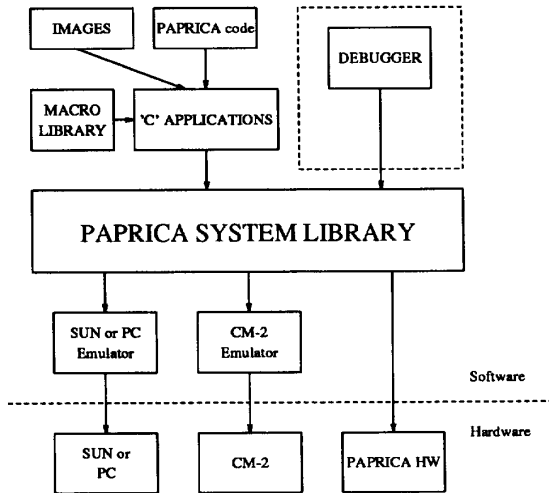 IMAGES
PAPRICA code
DEBUGGER
MACRO
LIBRARY
'C' APPLICATIONS
PAPRICA SYSTEM LIBRARY
SUN or PC
Emulator
CM-2
Emulator
Software
Hardware
SUN or
PC
CM-2
PAPRICA HW